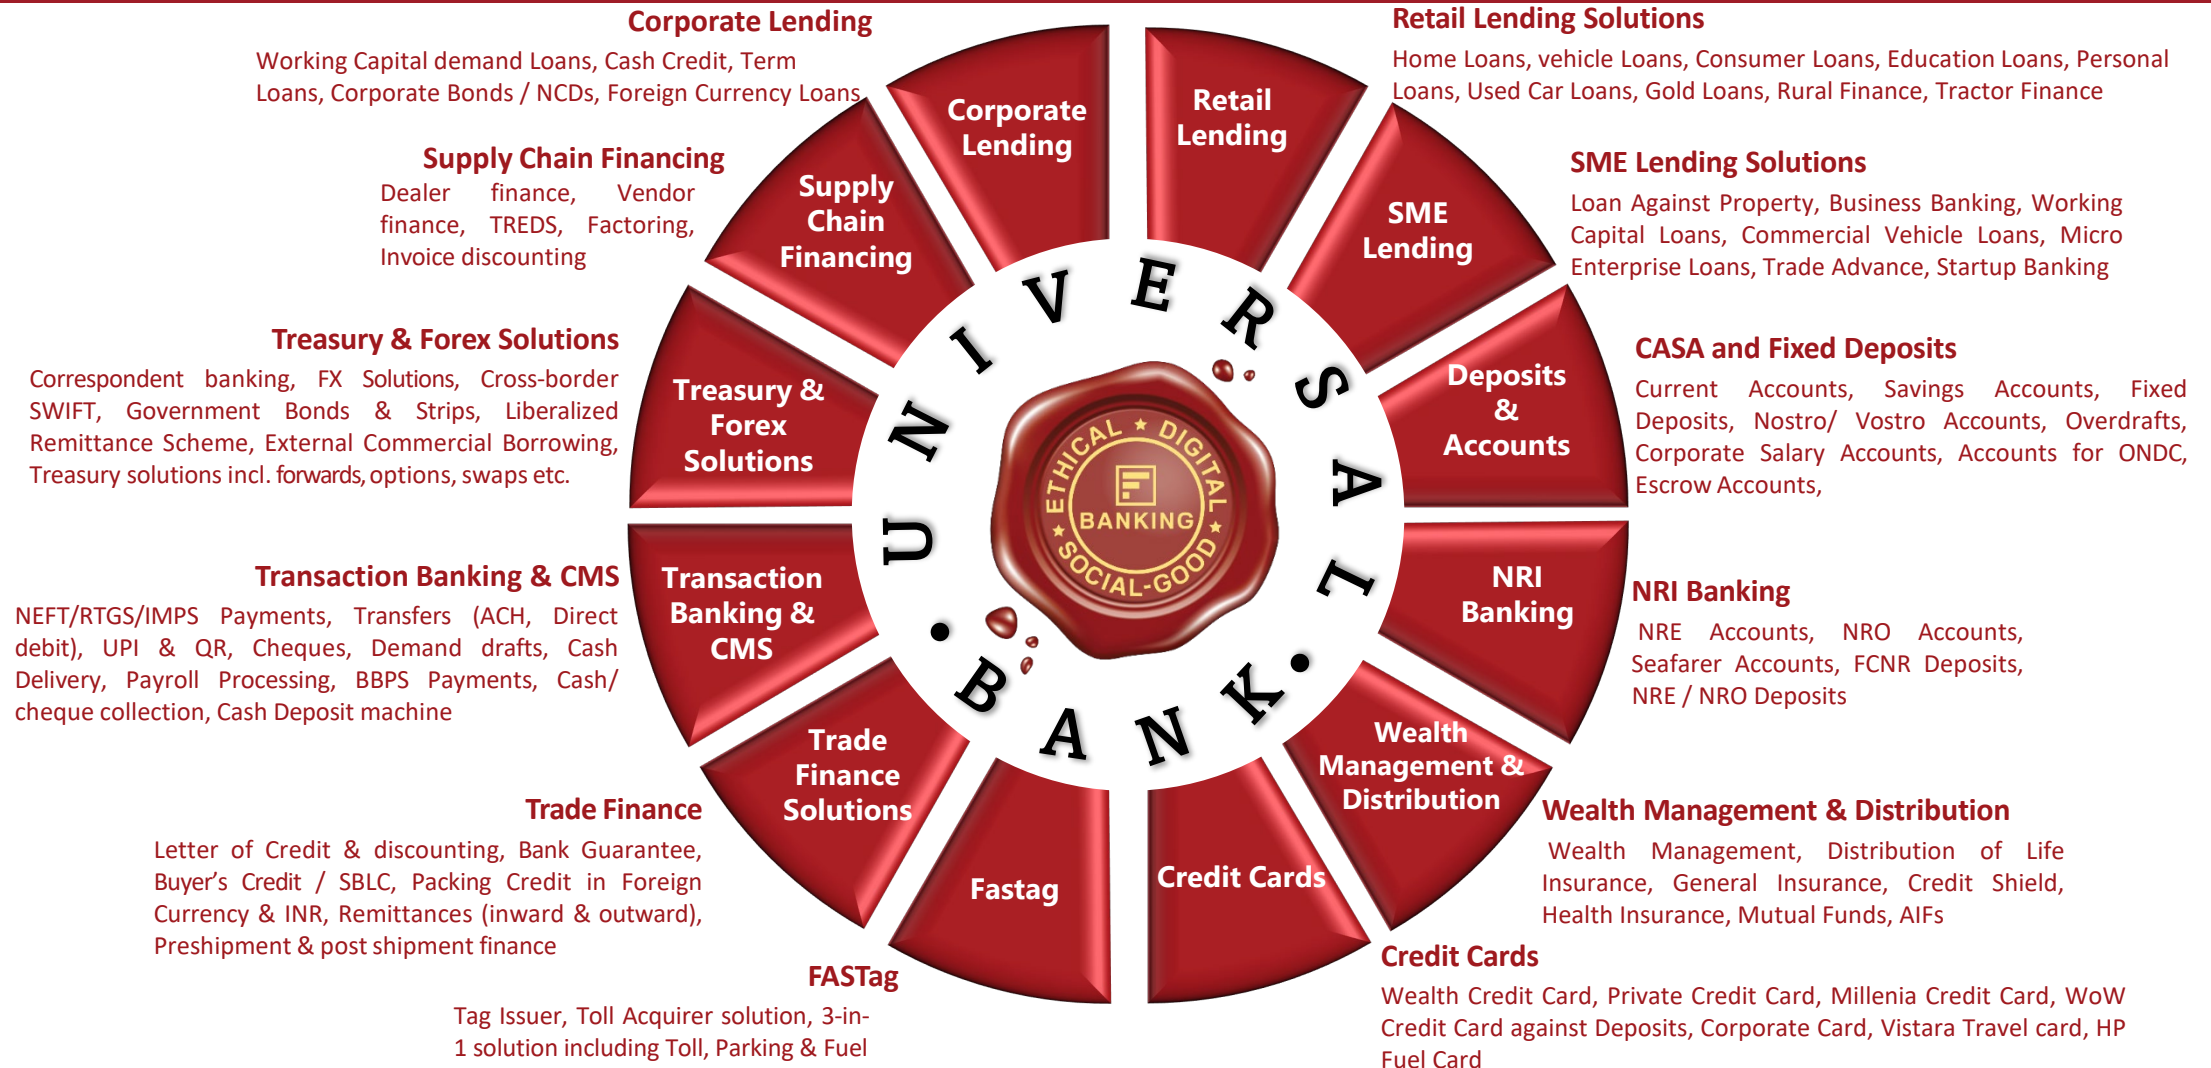 Corporate Lending
Working Capital demand Loans, Cash Credit, Term
Loans, Corporate Bonds / NCDs, Foreign Currency Loans
Supply Chain Financing
Dealer finance, Vendor
finance, TREDS, Factoring,
Invoice discounting
Treasury & Forex Solutions
Correspondent banking, FX Solutions, Cross-border
SWIFT, Government Bonds & Strips, Liberalized
Remittance Scheme, External Commercial Borrowing,
Treasury solutions incl. forwards, options, swaps etc.
Transaction Banking & CMS
NEFT/RTGS/IMPS Payments, Transfers (ACH, Direct
debit), UPI & QR, Cheques, Demand drafts, Cash
Delivery, Payroll Processing, BBPS Payments, Cash/
cheque collection, Cash Deposit machine
Trade Finance
Letter of Credit & discounting, Bank Guarantee,
Buyer's Credit / SBLC, Packing Credit in Foreign
Currency & INR, Remittances (inward & outward),
Preshipment & post shipment finance
FASTag
Tag Issuer, Toll Acquirer solution, 3-in-
1 solution including Toll, Parking & Fuel
Corporate
Lending
Retail
Lending
Supply
Chain
Financing
SME
Lending
Treasury &
Forex
Solutions
Deposits
&
Accounts
Transaction
Banking &
CMS
NRI
Banking
Trade
Finance
Solutions
Wealth
Management &
Distribution
Fastag
Credit Cards
UNIVERSAL
• BANK •
ETHICAL ★ DIGITAL ★ SOCIAL-GOOD ★
BANKING
Retail Lending Solutions
Home Loans, vehicle Loans, Consumer Loans, Education Loans, Personal
Loans, Used Car Loans, Gold Loans, Rural Finance, Tractor Finance
SME Lending Solutions
Loan Against Property, Business Banking, Working
Capital Loans, Commercial Vehicle Loans, Micro
Enterprise Loans, Trade Advance, Startup Banking
CASA and Fixed Deposits
Current Accounts, Savings Accounts, Fixed
Deposits, Nostro/ Vostro Accounts, Overdrafts,
Corporate Salary Accounts, Accounts for ONDC,
Escrow Accounts,
NRI Banking
NRE Accounts, NRO Accounts,
Seafarer Accounts, FCNR Deposits,
NRE / NRO Deposits
Wealth Management & Distribution
Wealth Management, Distribution of Life
Insurance, General Insurance, Credit Shield,
Health Insurance, Mutual Funds, AIFs
Credit Cards
Wealth Credit Card, Private Credit Card, Millenia Credit Card, WoW
Credit Card against Deposits, Corporate Card, Vistara Travel card, HP
Fuel Card